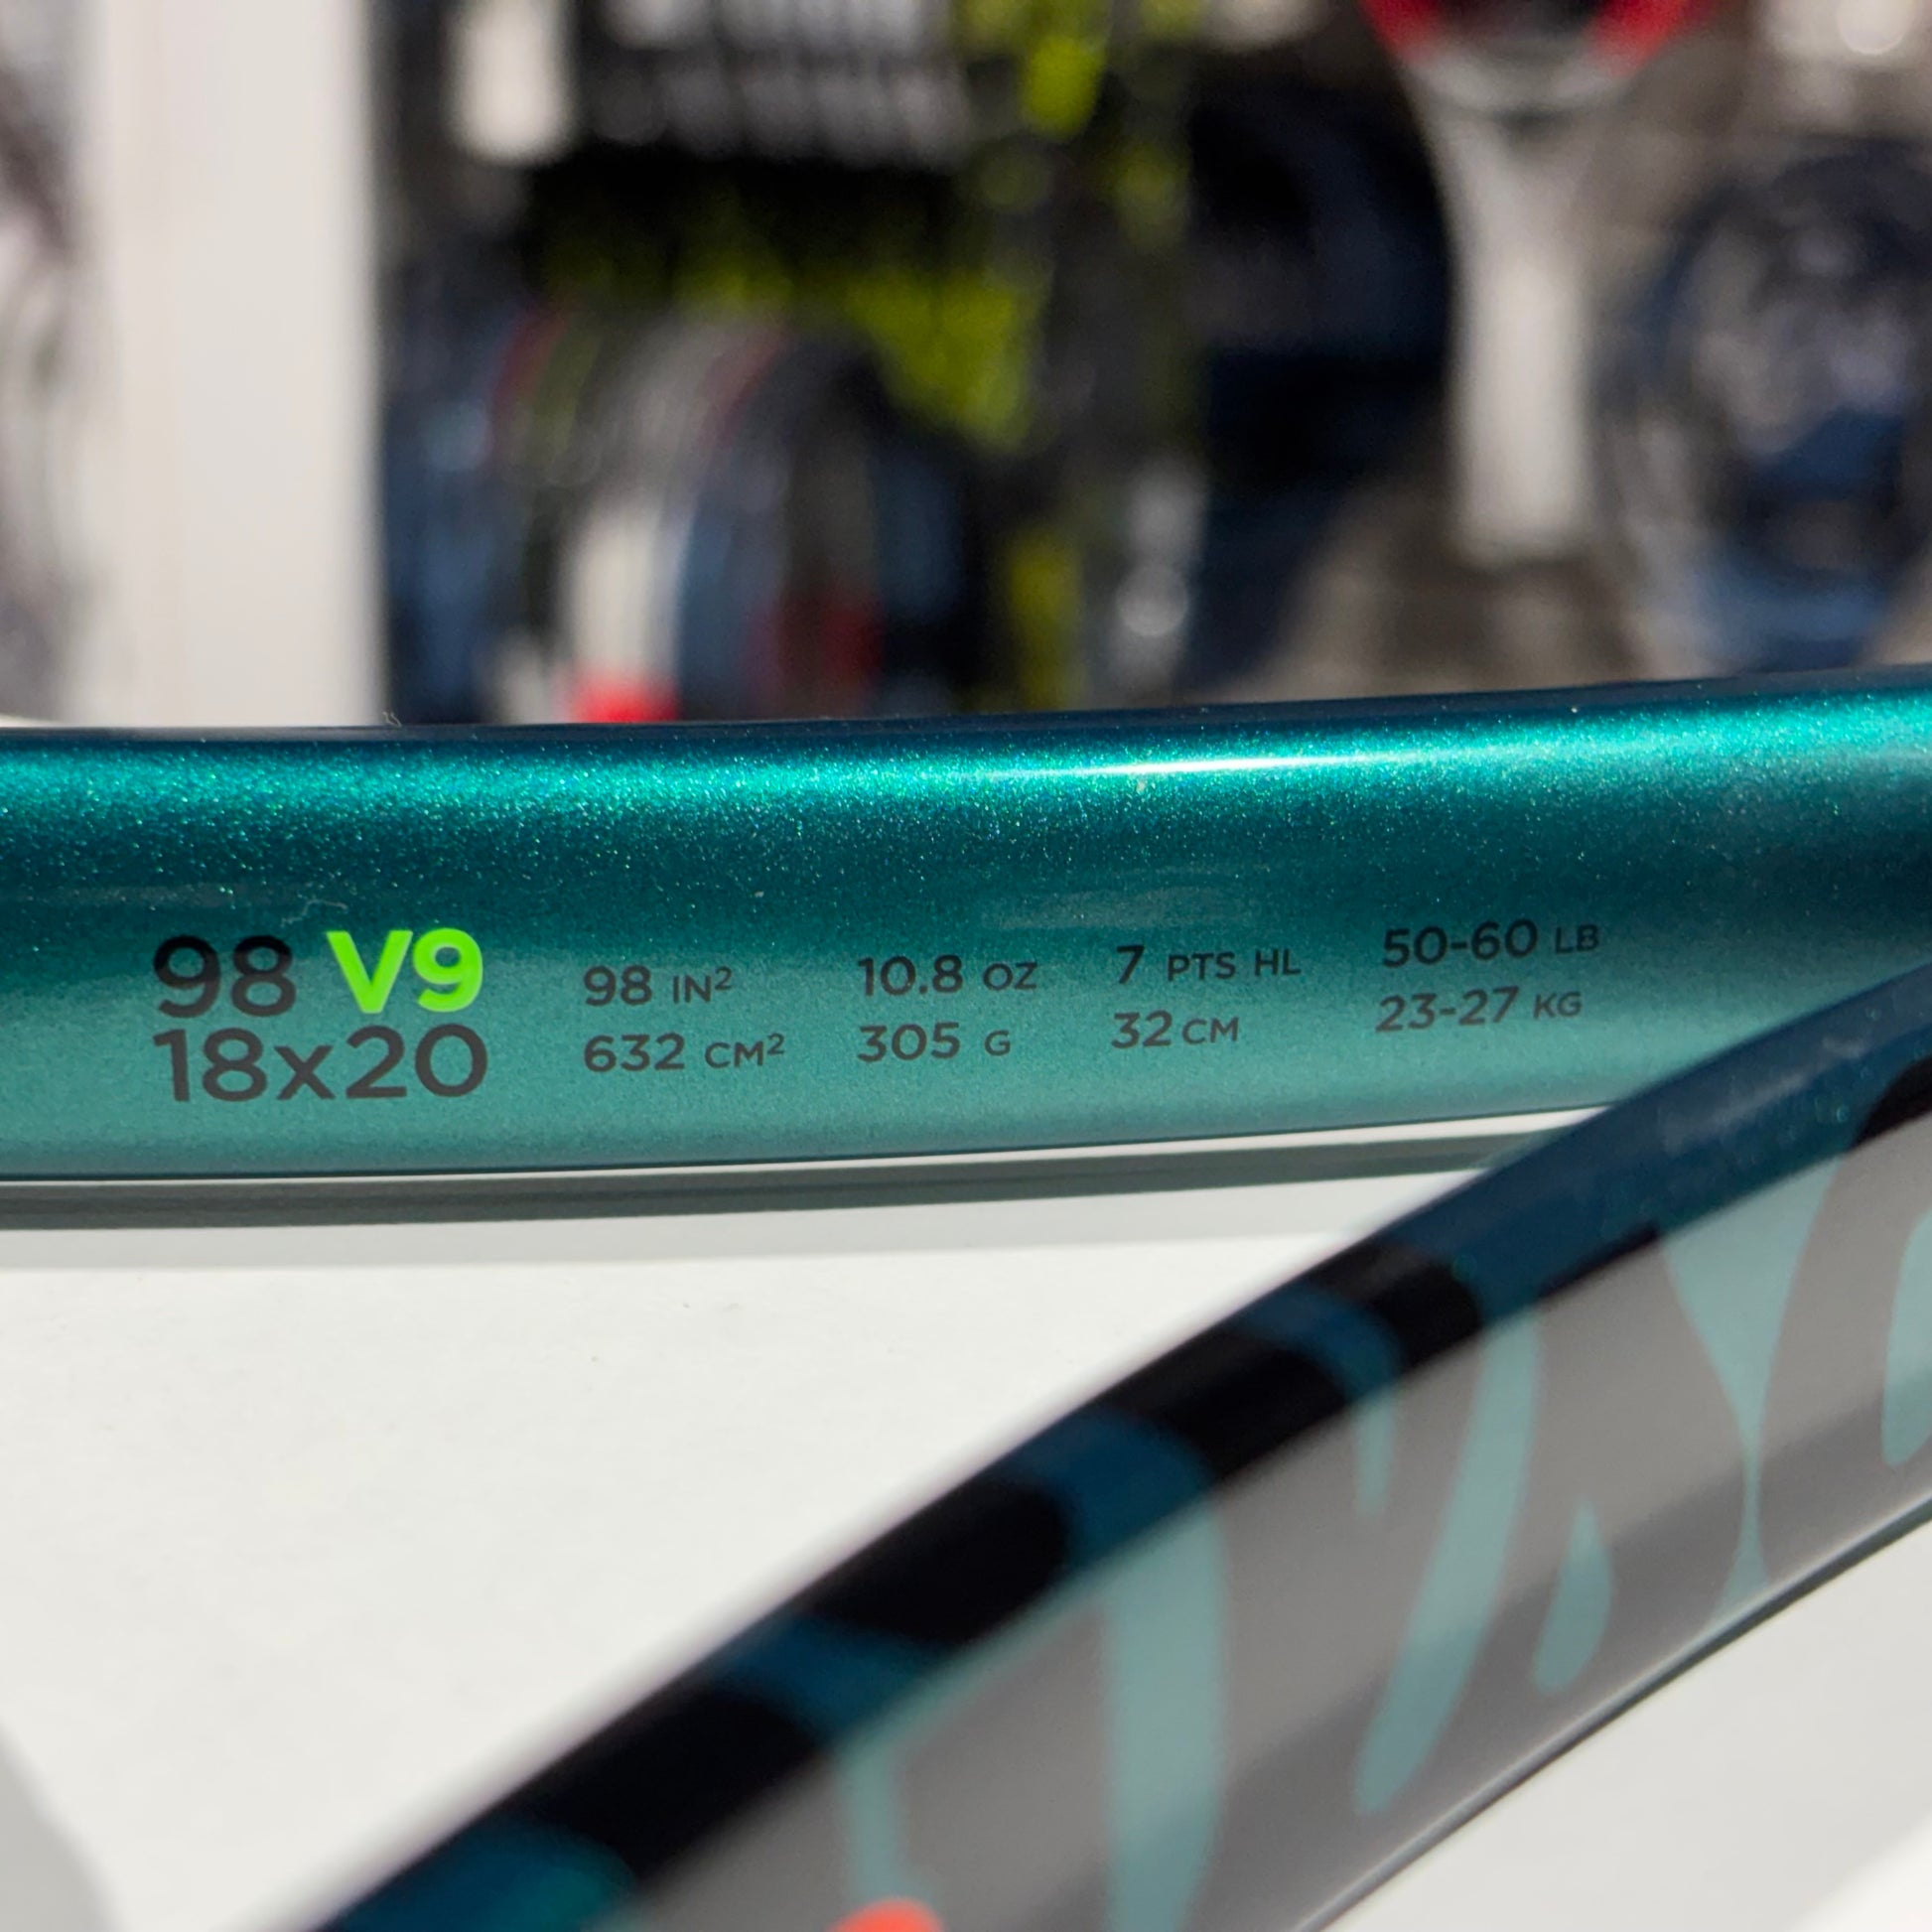 98 V9
18x20
98 IN²
632 CM²
10.8 OZ
305 G
7 PTS HL
32 CM
50-60 LB
23-27 KG